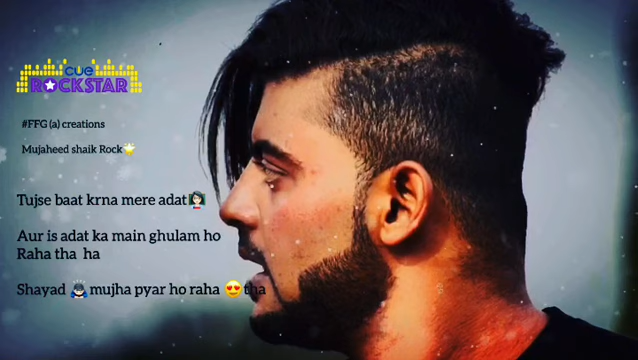 cue
ROCKSTAR
#FFG (a) creations
Mujaheed shaik Rock🌟
Tujse baat krna mere adat👩🏻
Aur is adat ka main ghulam ho
Raha tha ha
Shayad 🙇🏻mujha pyar ho raha 😍tha